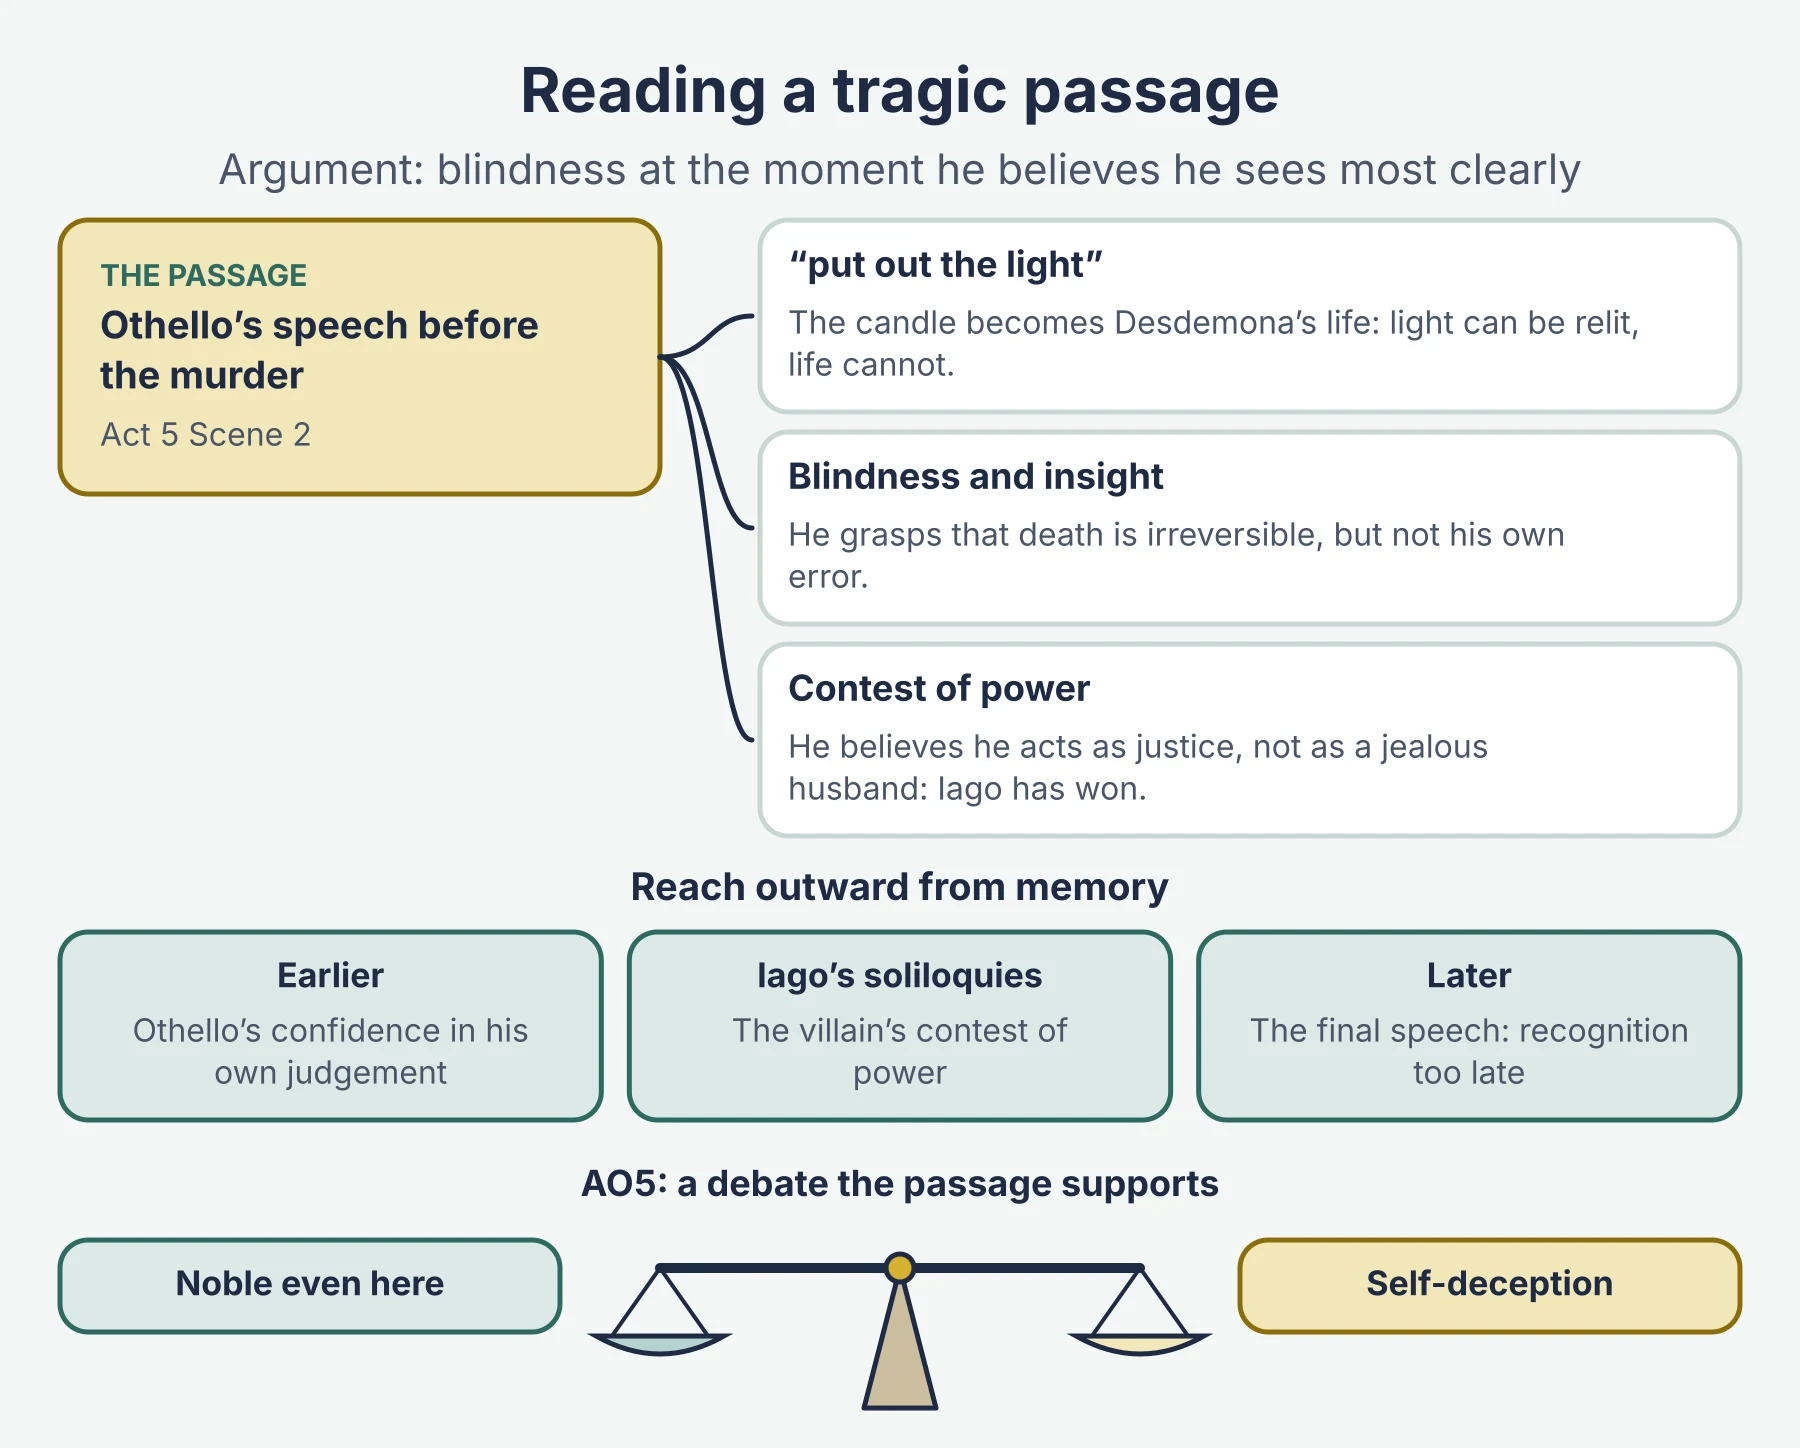 Reading a tragic passage
Argument: blindness at the moment he believes he sees most clearly
THE PASSAGE
Othello’s speech before
the murder
Act 5 Scene 2
“put out the light”
The candle becomes Desdemona’s life: light can be relit,
life cannot.
Blindness and insight
He grasps that death is irreversible, but not his own
error.
Contest of power
He believes he acts as justice, not as a jealous
husband: Iago has won.
Reach outward from memory
Earlier
Othello’s confidence in his
own judgement
Iago’s soliloquies
The villain’s contest of
power
Later
The final speech: recognition
too late
AO5: a debate the passage supports
Noble even here
Self-deception